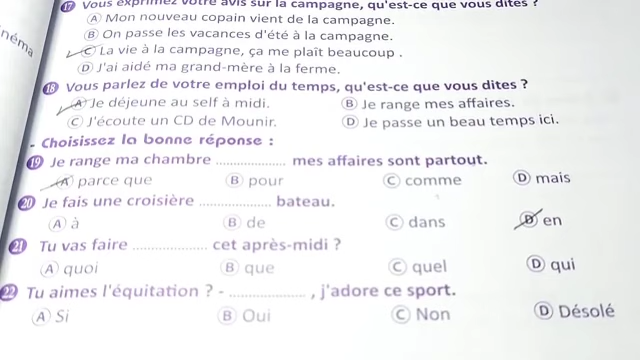 17 Vous exprimez votre avis sur la campagne, qu'est-ce que vous dites ?
A Mon nouveau copain vient de la campagne.
B On passe les vacances d'été à la campagne.
C La vie à la campagne, ça me plaît beaucoup .
D J'ai aidé ma grand-mère à la ferme.
18 Vous parlez de votre emploi du temps, qu'est-ce que vous dites ?
A Je déjeune au self à midi. B Je range mes affaires.
C J'écoute un CD de Mounir. D Je passe un beau temps ici.
- Choisissez la bonne réponse :
19 Je range ma chambre .................. mes affaires sont partout.
A parce que B pour C comme D mais
20 Je fais une croisière .................. bateau.
A à B de C dans D en
21 Tu vas faire .................. cet après-midi ?
A quoi B que C quel D qui
22 Tu aimes l'équitation ? - .................. , j'adore ce sport.
A Si B Oui C Non D Désolé